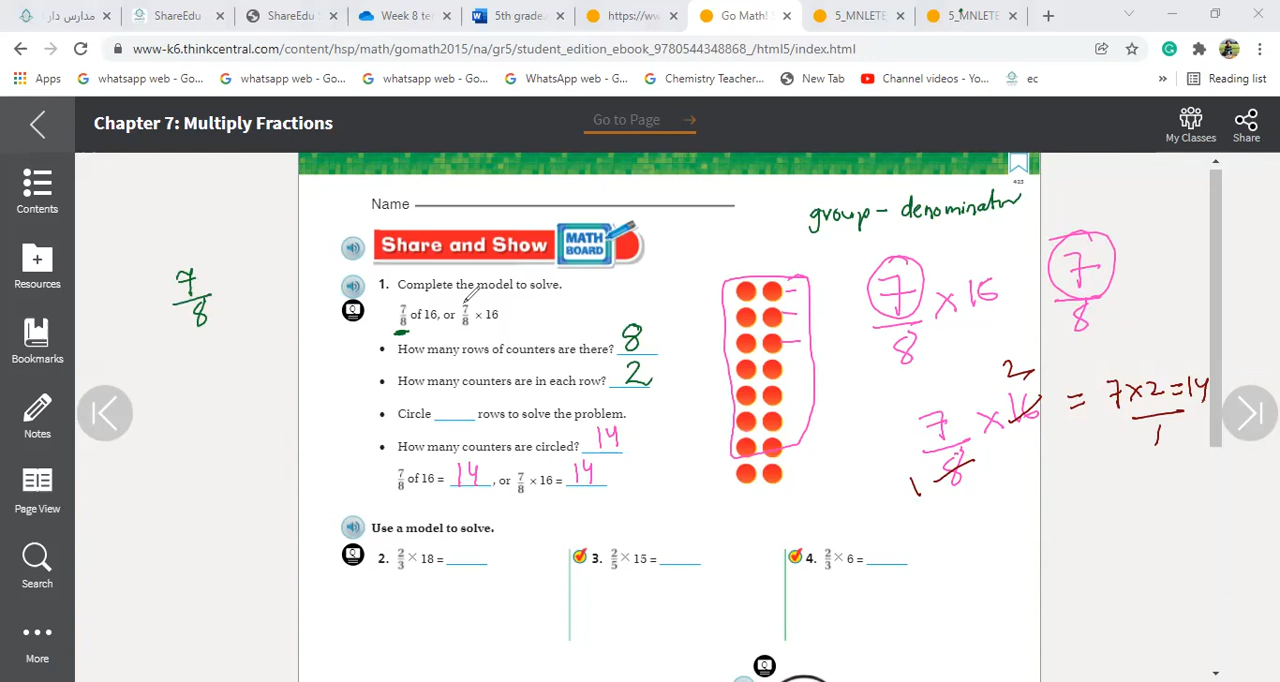 مدارس دار
ShareEdu
ShareEdu S
Week 8 te
5th grade.
https://ww
Go Math!
5_MNLETE
5_MNLETE
www-k6.thinkcentral.com/content/hsp/math/gomath2015/na/gr5/student_edition_ebook_9780544348868_/html5/index.html
Apps
whatsapp web - Go...
whatsapp web - Go...
whatsapp web - Go...
WhatsApp web - Go...
Chemistry Teacher...
New Tab
Channel videos - Yo...
ec
»
Reading list
Chapter 7: Multiply Fractions
Go to Page
My Classes
Share
Contents
Resources
Bookmarks
Notes
Page View
Search
More
423
Name
group - denominator
Share and Show
MATH
BOARD
7/8
1. Complete the model to solve.
7/8 of 16, or 7/8 × 16
• How many rows of counters are there? 8
• How many counters are in each row? 2
• Circle ______ rows to solve the problem.
• How many counters are circled? 14
7/8 of 16 = 14, or 7/8 × 16 = 14
7/8 × 16
7/8
2
7/8 × 16 = 7×2=14/1
1
Use a model to solve.
2. 2/3 × 18 = ______
3. 2/5 × 15 = ______
4. 2/3 × 6 = ______